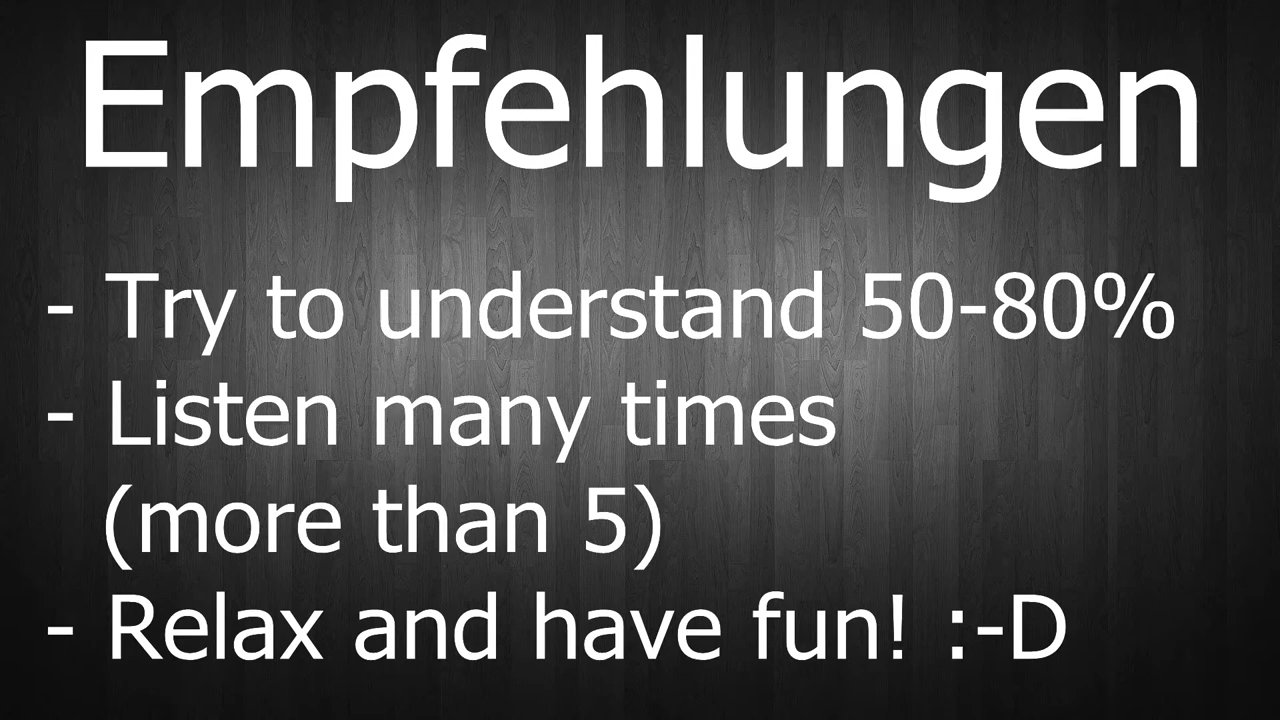 Empfehlungen
- Try to understand 50-80%
- Listen many times
(more than 5)
- Relax and have fun! :-D